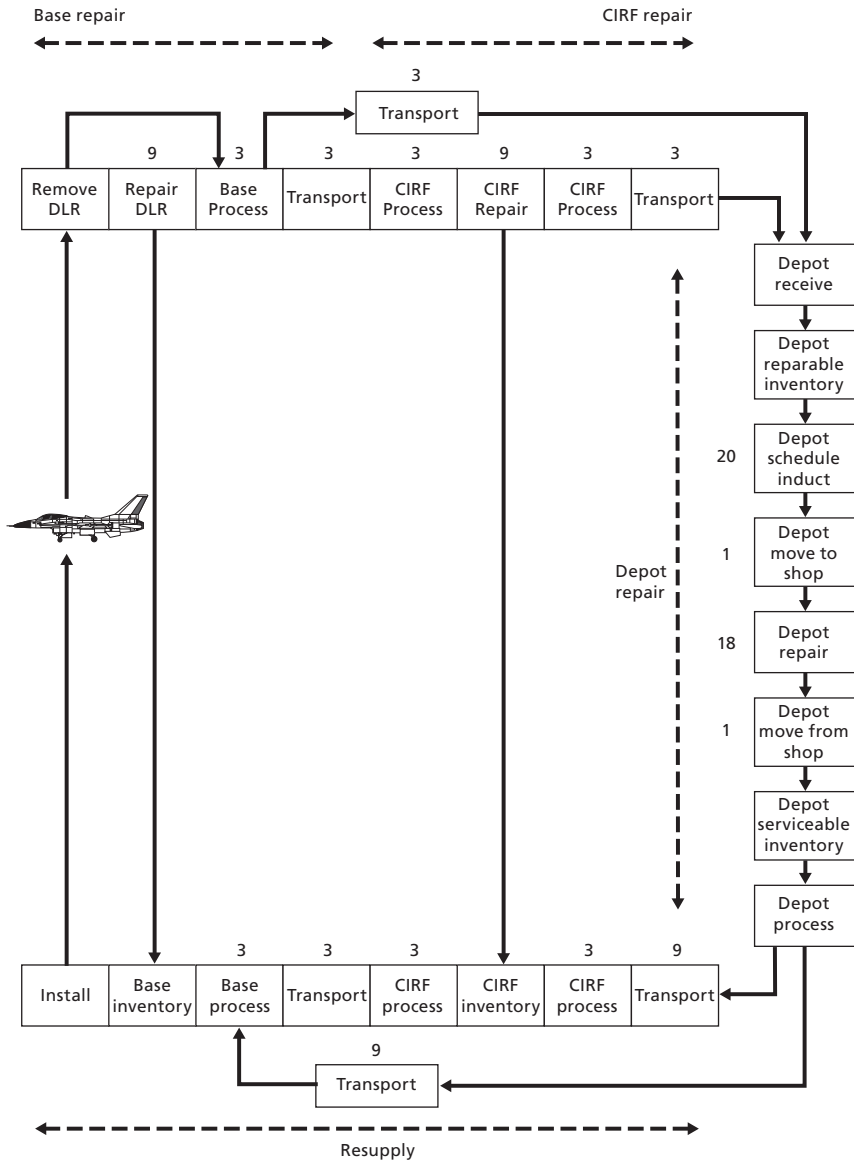 Base repair
CIRF repair
3
Transport
9
3
3
3
9
3
3
Remove
DLR
Repair
DLR
Base
Process
Transport
CIRF
Process
CIRF
Repair
CIRF
Process
Transport
Depot
receive
Depot
reparable
inventory
20
Depot
schedule
induct
1
Depot
move to
shop
Depot
repair
18
Depot
repair
1
Depot
move from
shop
Depot
serviceable
inventory
Depot
process
3
3
3
3
9
Install
Base
inventory
Base
process
Transport
CIRF
process
CIRF
inventory
CIRF
process
Transport
9
Transport
Resupply